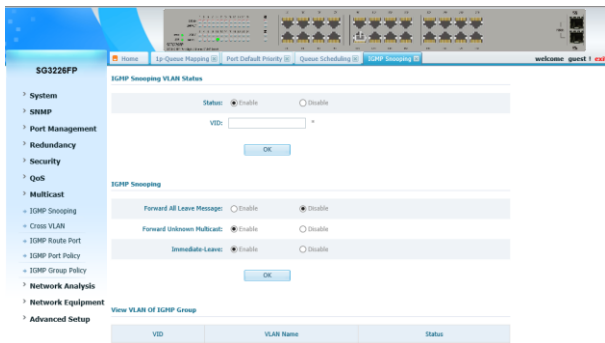 Home Lp-Queue Mapping Port Default Priority Queue Scheduling IGMP Snooping welcome guest ! exit
SG3226FP
› System
› SNMP
› Port Management
› Redundancy
› Security
› QoS
› Multicast
IGMP Snooping
Cross VLAN
IGMP Route Port
IGMP Port Policy
IGMP Group Policy
› Network Analysis
› Network Equipment
› Advanced Setup
IGMP Snooping VLAN Status
Status: Enable Disable
VID: *
OK
IGMP Snooping
Forward All Leave Message: Enable Disable
Forward Unknown Multicast: Enable Disable
Immediate-Leave: Enable Disable
OK
View VLAN Of IGMP Group
VID VLAN Name Status